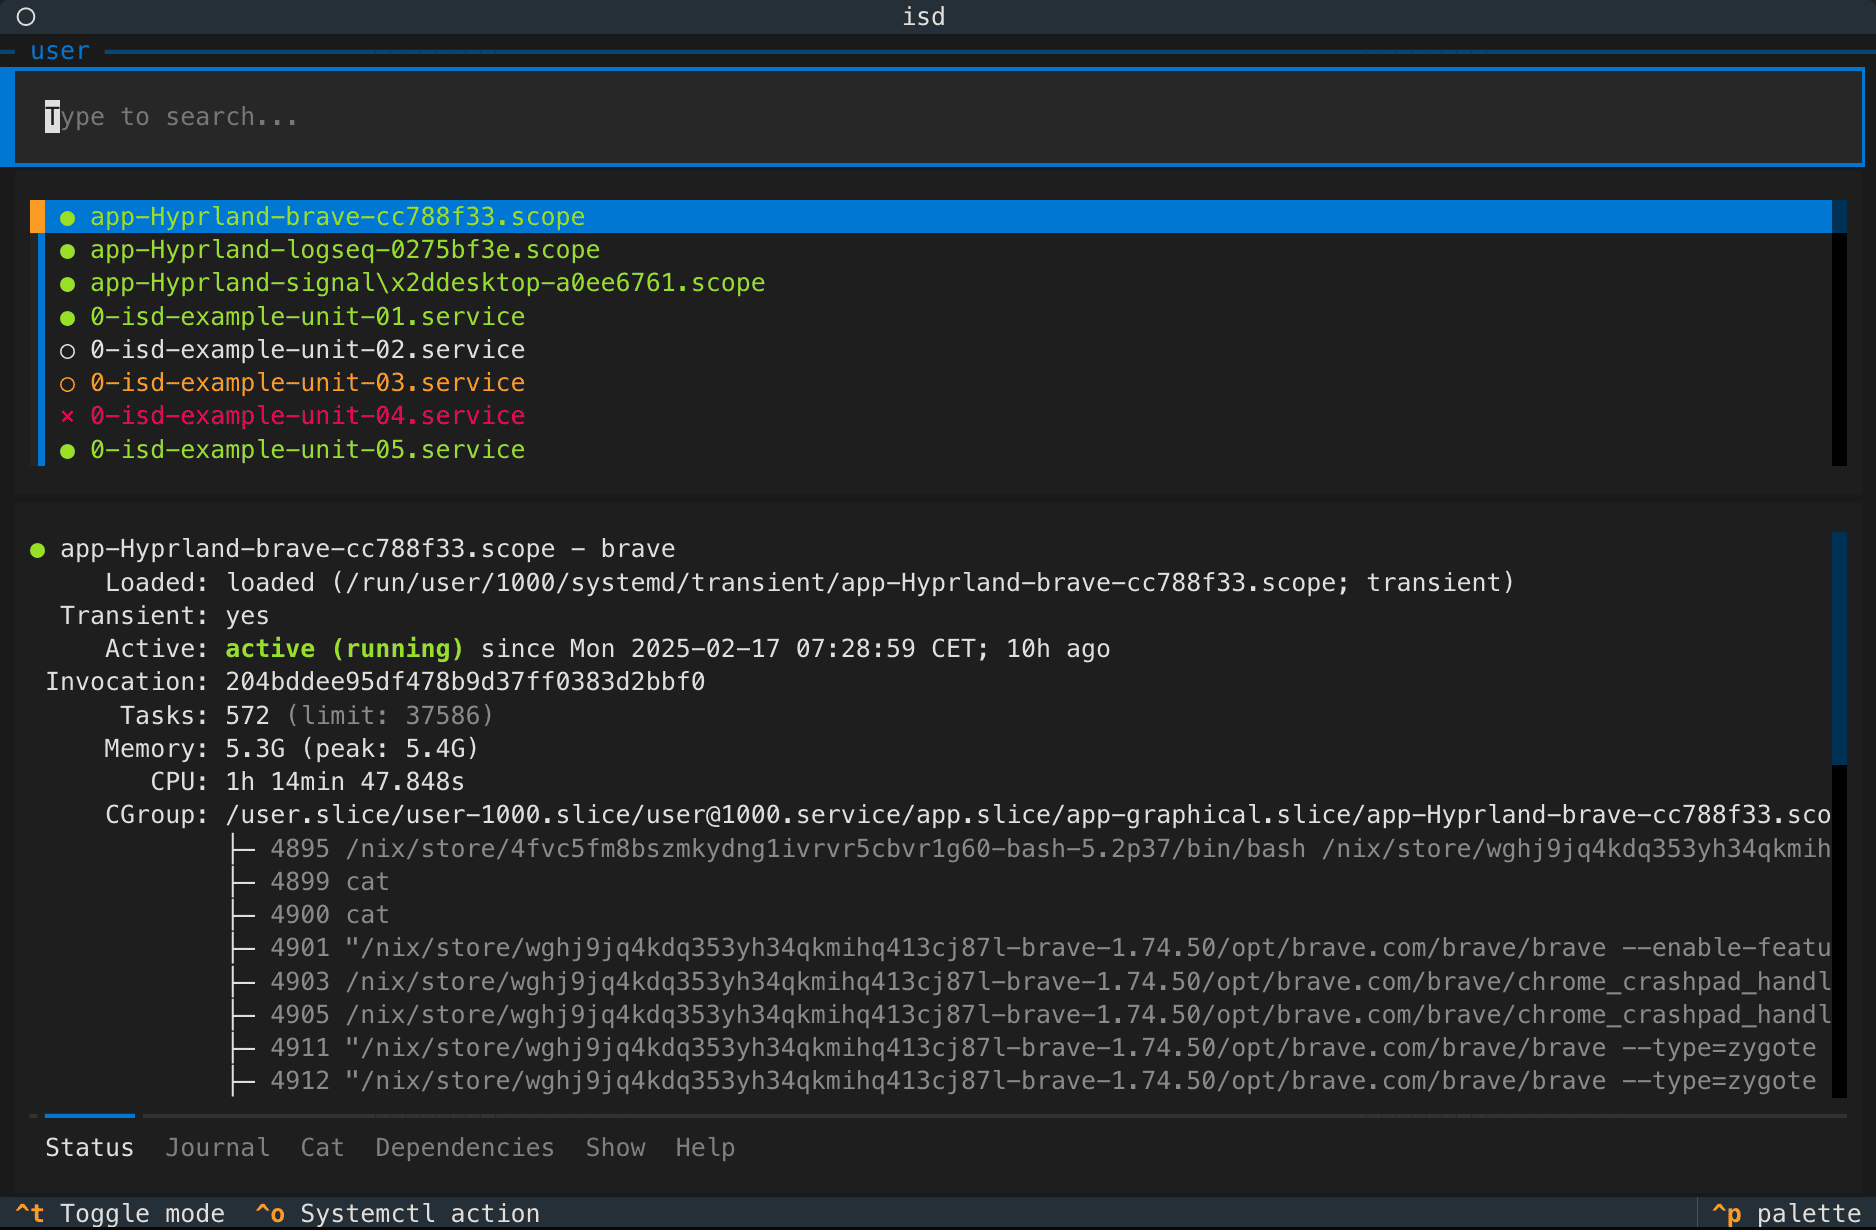 isd
user
Type to search...
● app-Hyprland-brave-cc788f33.scope
● app-Hyprland-logseq-0275bf3e.scope
● app-Hyprland-signal\x2ddesktop-a0ee6761.scope
● 0-isd-example-unit-01.service
○ 0-isd-example-unit-02.service
○ 0-isd-example-unit-03.service
× 0-isd-example-unit-04.service
● 0-isd-example-unit-05.service
● app-Hyprland-brave-cc788f33.scope - brave
Loaded: loaded (/run/user/1000/systemd/transient/app-Hyprland-brave-cc788f33.scope; transient)
Transient: yes
Active: active (running) since Mon 2025-02-17 07:28:59 CET; 10h ago
Invocation: 204bddee95df478b9d37ff0383d2bbf0
Tasks: 572 (limit: 37586)
Memory: 5.3G (peak: 5.4G)
CPU: 1h 14min 47.848s
CGroup: /user.slice/user-1000.slice/user@1000.service/app.slice/app-graphical.slice/app-Hyprland-brave-cc788f33.sco
├─ 4895 /nix/store/4fvc5fm8bszmkydng1ivrvr5cbvr1g60-bash-5.2p37/bin/bash /nix/store/wghj9jq4kdq353yh34qkmih
├─ 4899 cat
├─ 4900 cat
├─ 4901 "/nix/store/wghj9jq4kdq353yh34qkmihq413cj87l-brave-1.74.50/opt/brave.com/brave/brave --enable-featu
├─ 4903 /nix/store/wghj9jq4kdq353yh34qkmihq413cj87l-brave-1.74.50/opt/brave.com/brave/chrome_crashpad_handl
├─ 4905 /nix/store/wghj9jq4kdq353yh34qkmihq413cj87l-brave-1.74.50/opt/brave.com/brave/chrome_crashpad_handl
├─ 4911 "/nix/store/wghj9jq4kdq353yh34qkmihq413cj87l-brave-1.74.50/opt/brave.com/brave/brave --type=zygote
├─ 4912 "/nix/store/wghj9jq4kdq353yh34qkmihq413cj87l-brave-1.74.50/opt/brave.com/brave/brave --type=zygote
Status Journal Cat Dependencies Show Help
^t Toggle mode ^o Systemctl action ^p palette